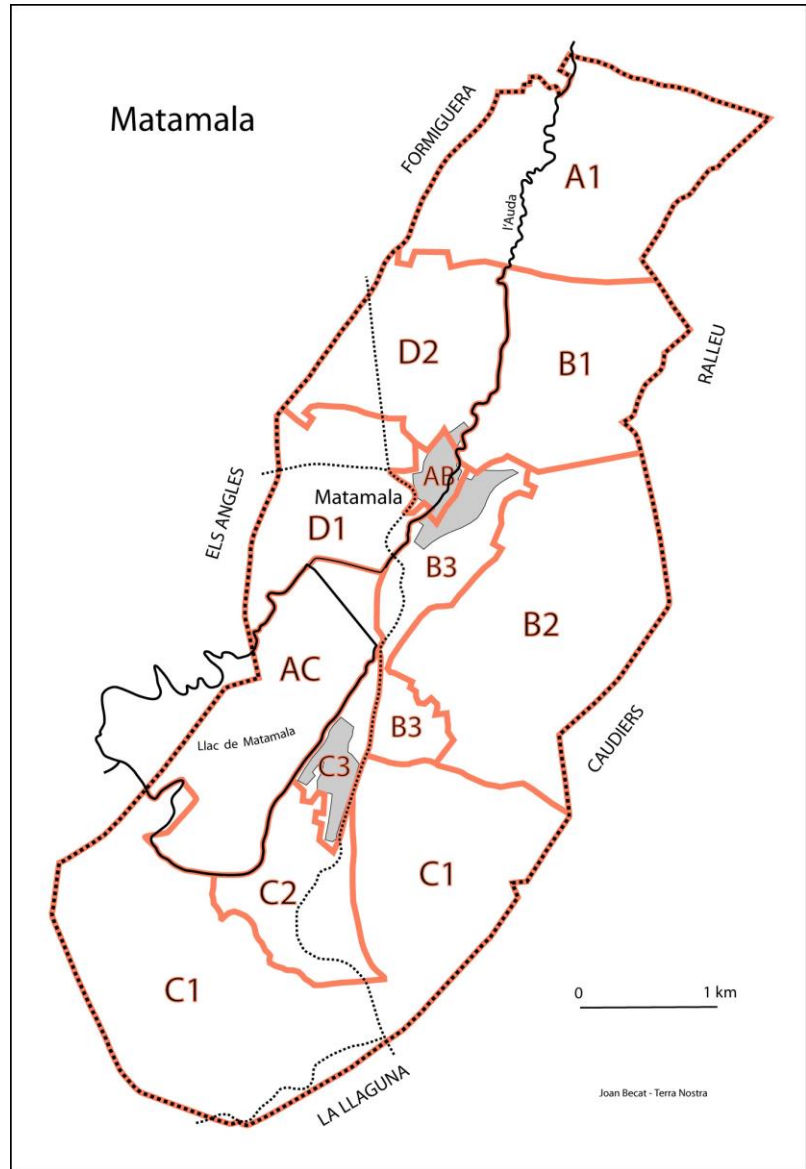 Matamala
FORMIGUERA
A1
l'Auda
D2
B1
RALLEU
AB
ELS ANGLES
Matamala
D1
B3
B2
AC
Llac de Matamala
B3
CAUDIERS
C3
C1
C2
C1
0 1 km
LA LLAGUNA
Joan Becat - Terra Nostra